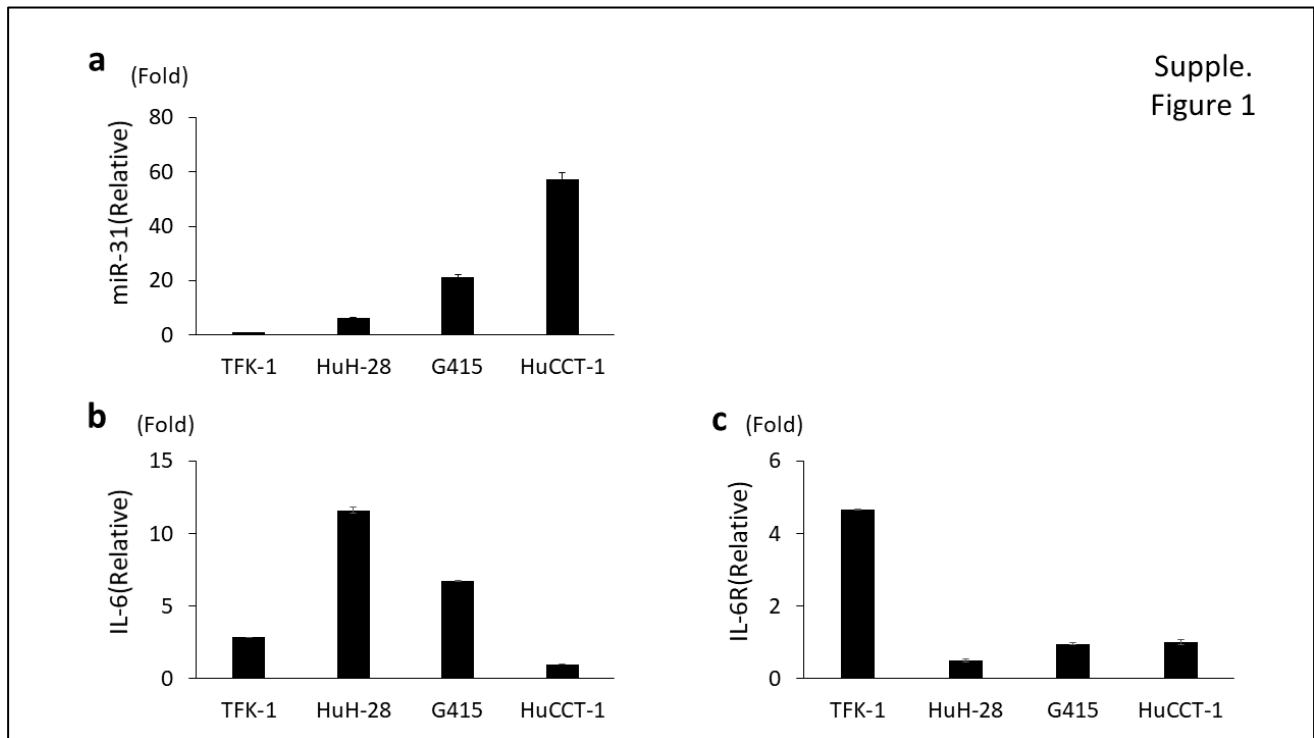 Supple.
Figure 1
a (Fold)
miR-31(Relative)
80
60
40
20
0
TFK-1 HuH-28 G415 HuCCT-1
b (Fold)
IL-6(Relative)
15
10
5
0
TFK-1 HuH-28 G415 HuCCT-1
c (Fold)
IL-6R(Relative)
6
4
2
0
TFK-1 HuH-28 G415 HuCCT-1